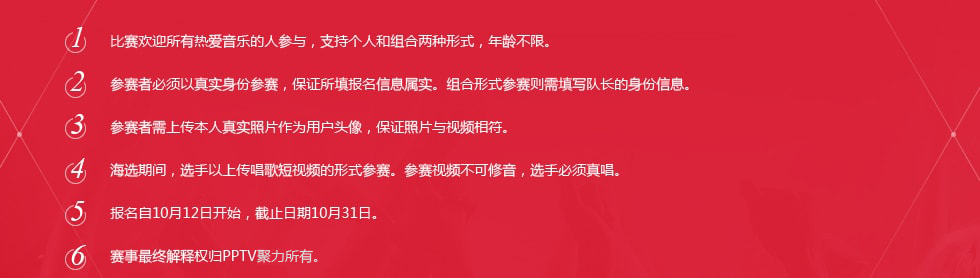 1 比赛欢迎所有热爱音乐的人参与，支持个人和组合两种形式，年龄不限。
2 参赛者必须以真实身份参赛，保证所填报名信息属实。组合形式参赛则需填写队长的身份信息。
3 参赛者需上传本人真实照片作为用户头像，保证照片与视频相符。
4 海选期间，选手以上传唱歌短视频的形式参赛。参赛视频不可修音，选手必须真唱。
5 报名自10月12日开始，截止日期10月31日。
6 赛事最终解释权归PPTV聚力所有。